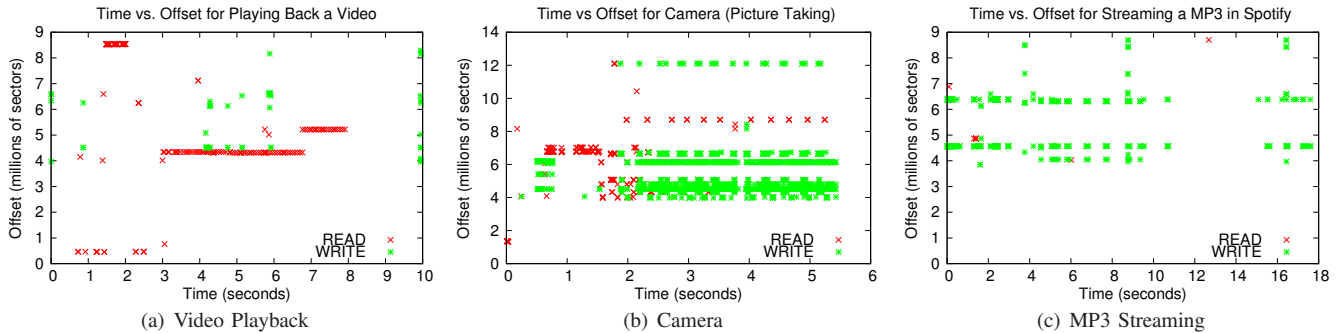 Time vs. Offset for Playing Back a Video
Offset (millions of sectors)
9
8
7
6
5
4
3
2
1
0
0 1 2 3 4 5 6 7 8 9 10
READ
WRITE
Time (seconds)
(a) Video Playback
Time vs. Offset for Camera (Picture Taking)
Offset (millions of sectors)
14
12
10
8
6
4
2
0
0 1 2 3 4 5 6
READ
WRITE
Time (seconds)
(b) Camera
Time vs. Offset for Streaming a MP3 in Spotify
Offset (millions of sectors)
9
8
7
6
5
4
3
2
1
0
0 2 4 6 8 10 12 14 16 18
READ
WRITE
Time (seconds)
(c) MP3 Streaming